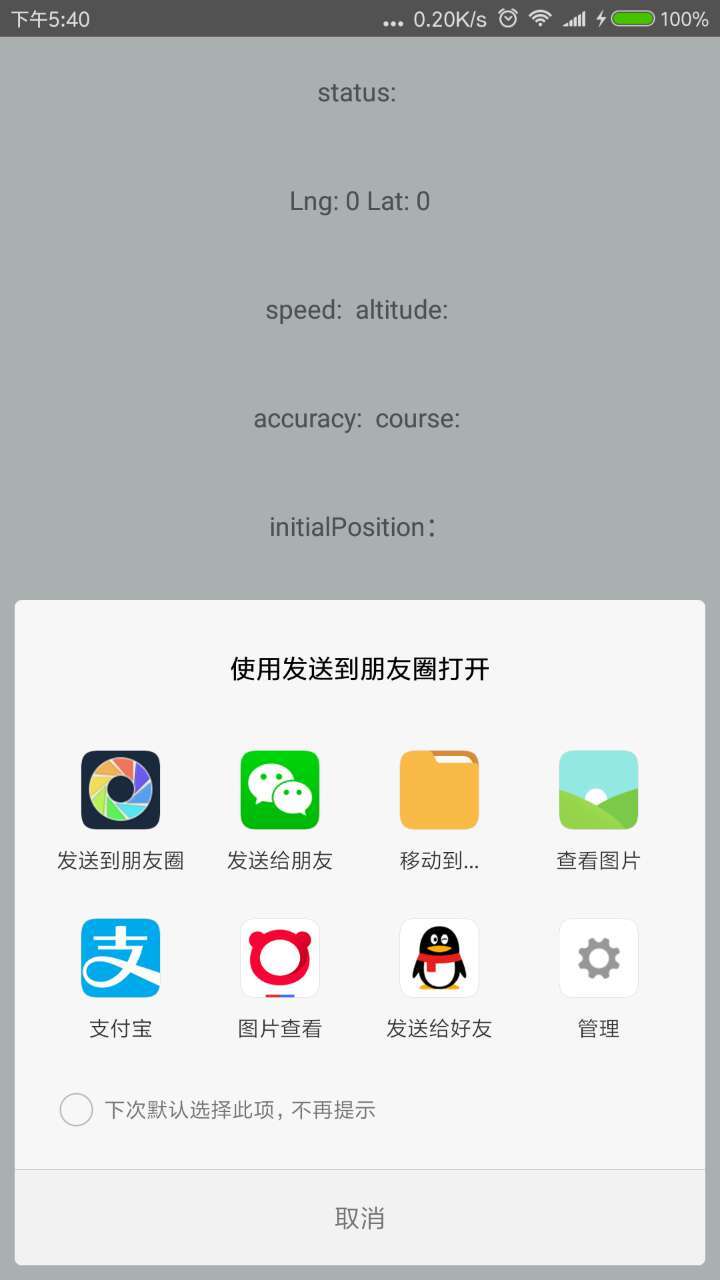 下午5:40 ... 0.20K/s 100%
status:
Lng: 0 Lat: 0
speed: altitude:
accuracy: course:
initialPosition：
使用发送到朋友圈打开
发送到朋友圈 发送给朋友 移动到... 查看图片
支
支付宝 图片查看 发送给好友 管理
下次默认选择此项，不再提示
取消